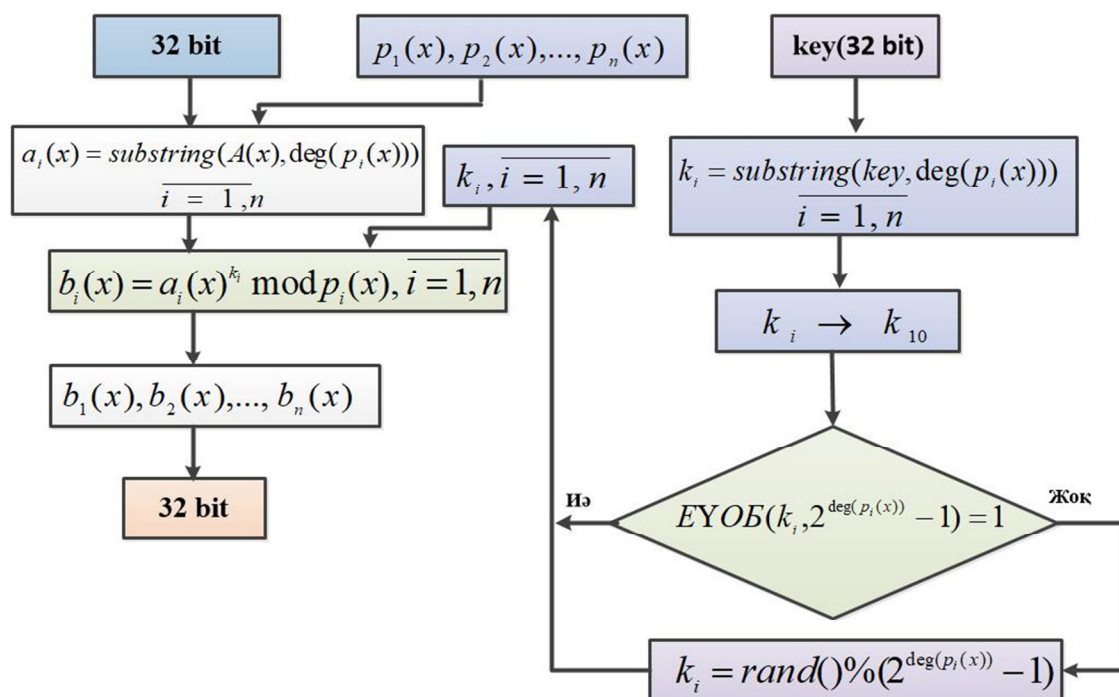 32 bit
p₁(x), p₂(x),..., pₙ(x)
key(32 bit)
aᵢ(x) = substring(A(x), deg(pᵢ(x)))
i = 1,n
kᵢ, i = 1, n
kᵢ = substring(key, deg(pᵢ(x)))
i = 1, n
bᵢ(x) = aᵢ(x)^{kᵢ} mod pᵢ(x), i = 1, n
kᵢ → k₁₀
b₁(x), b₂(x),..., bₙ(x)
32 bit
Иә
EYOБ(kᵢ, 2^{deg(pᵢ(x))} − 1) = 1
Жоқ
kᵢ = rand()%(2^{deg(pᵢ(x))} − 1)